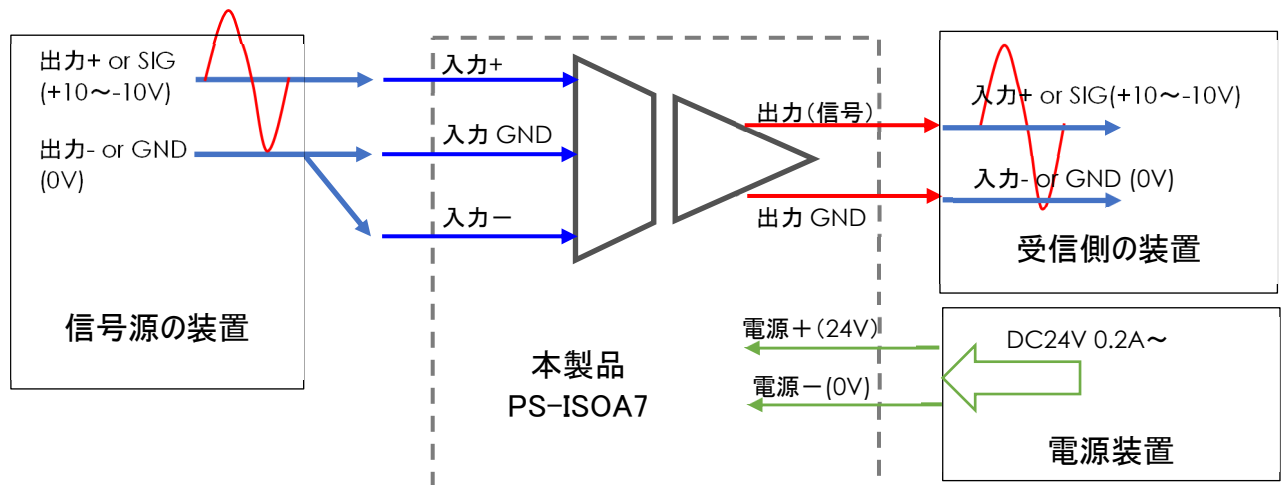 出力+ or SIG
(+10～-10V)
出力- or GND
(0V)
信号源の装置
入力+
入力 GND
入力－
出力（信号）
出力 GND
本製品
PS-ISOA7
電源＋(24V)
電源－(0V)
入力+ or SIG(+10～-10V)
入力- or GND (0V)
受信側の装置
DC24V 0.2A～
電源装置